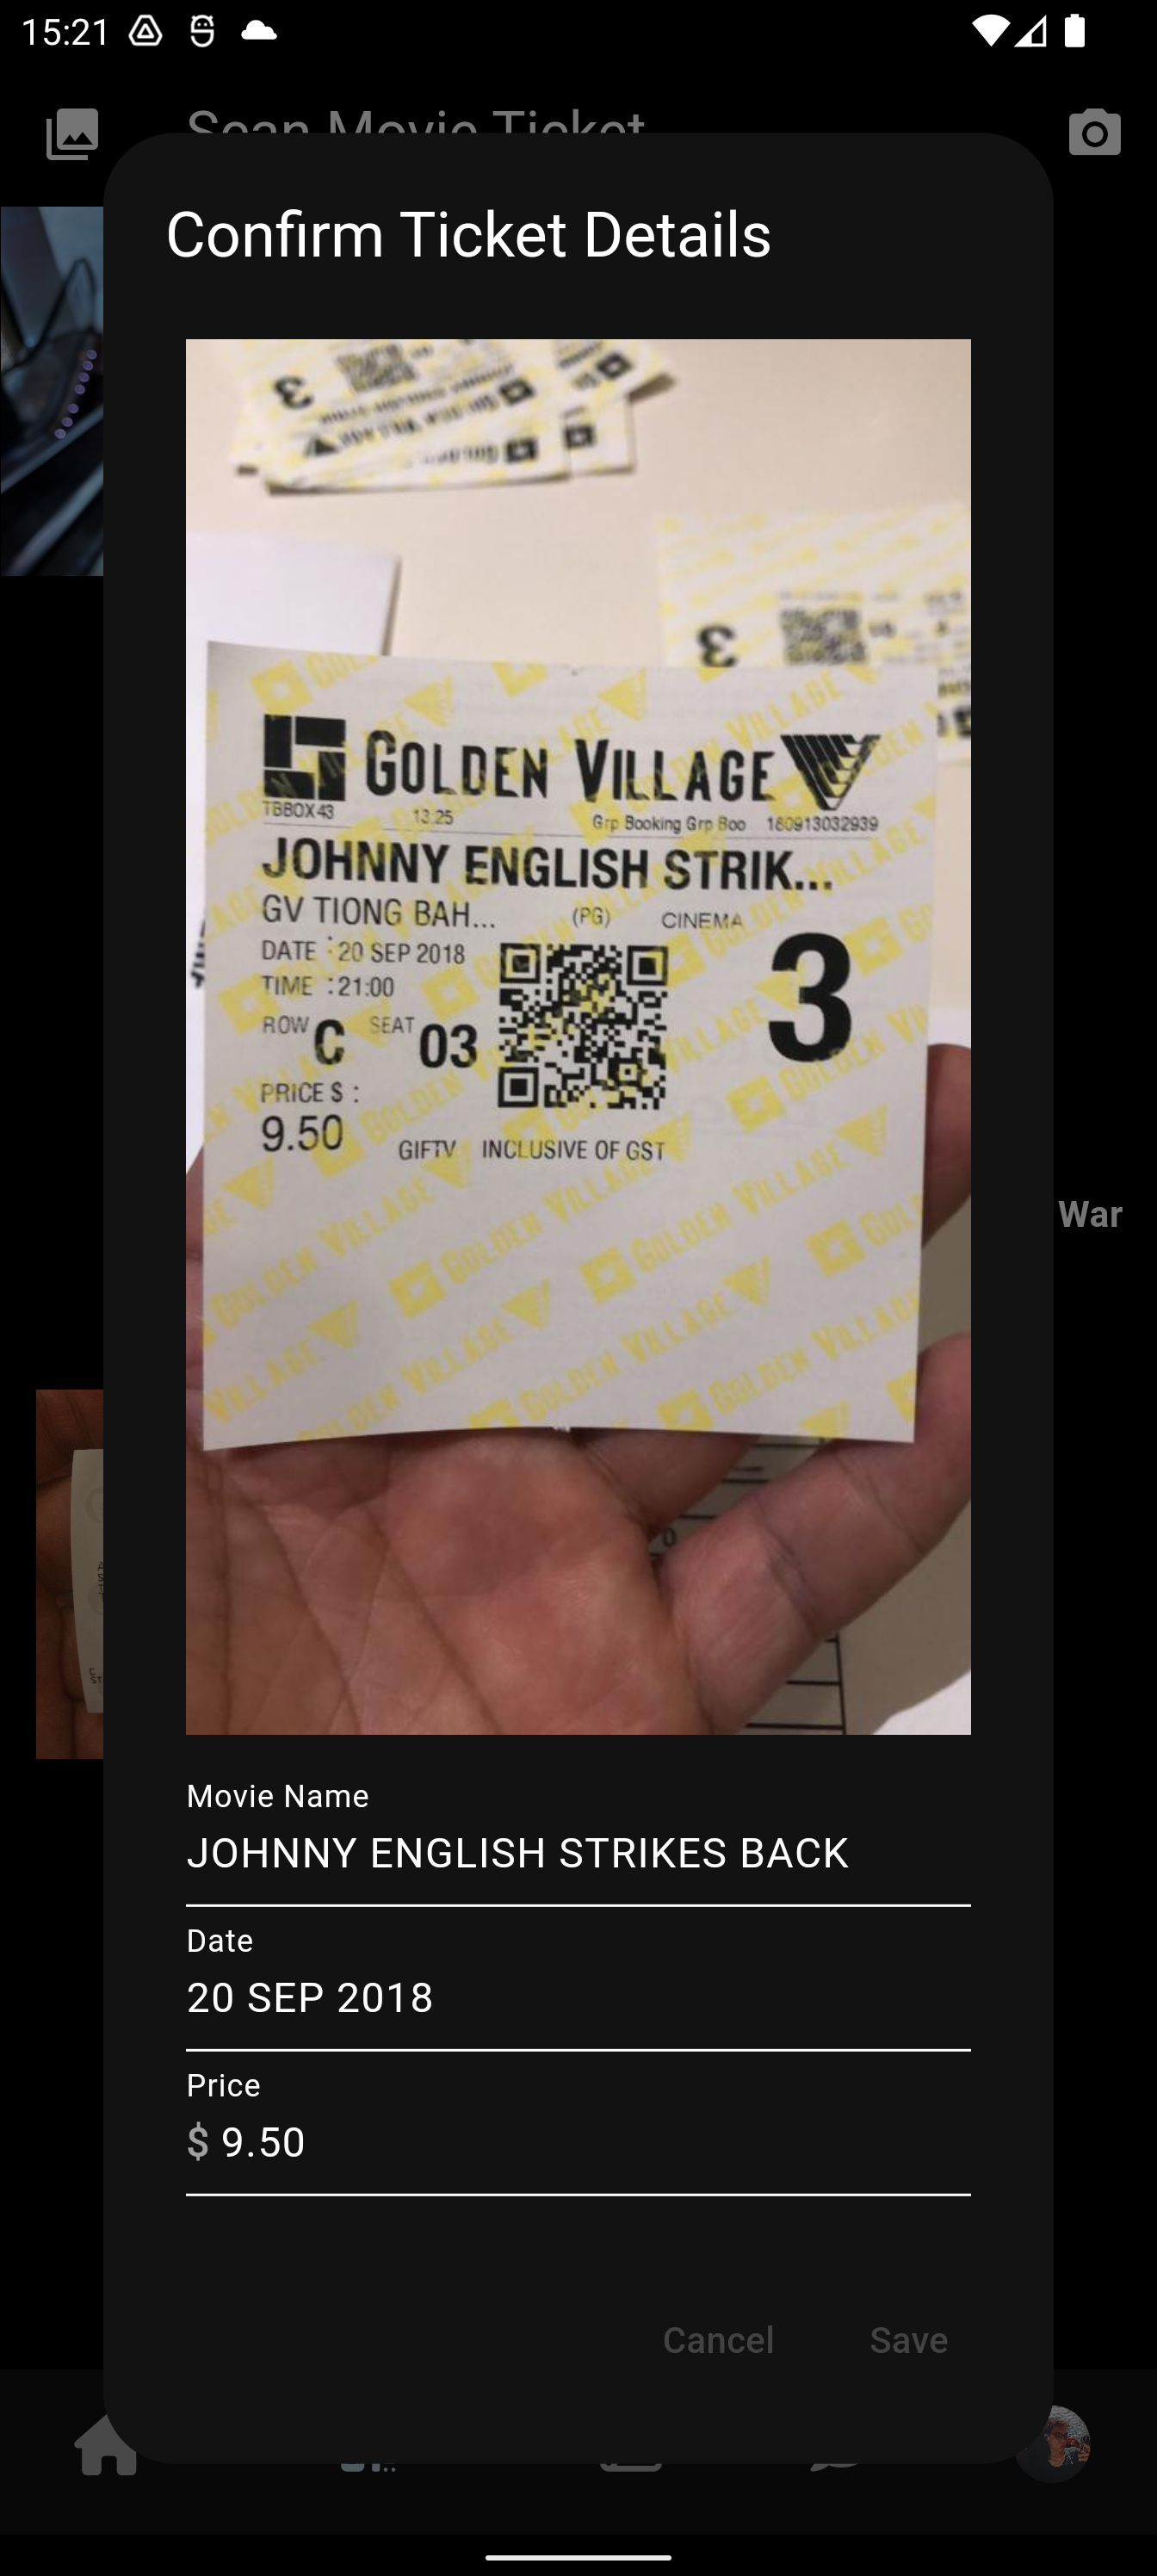 15:21
Scan Movie Ticket
Confirm Ticket Details
3
3
GOLDEN VILLAGE
TBBOX43 13 25 Grp Booking Grp Boo 180913032939
JOHNNY ENGLISH STRIK...
GV TIONG BAH... (PG) CINEMA
3
DATE :20 SEP 2018
TIME :21:00
ROW C SEAT 03
PRICE $ :
9.50
GIFTV INCLUSIVE OF GST
War
Movie Name
JOHNNY ENGLISH STRIKES BACK
Date
20 SEP 2018
Price
$ 9.50
Cancel Save